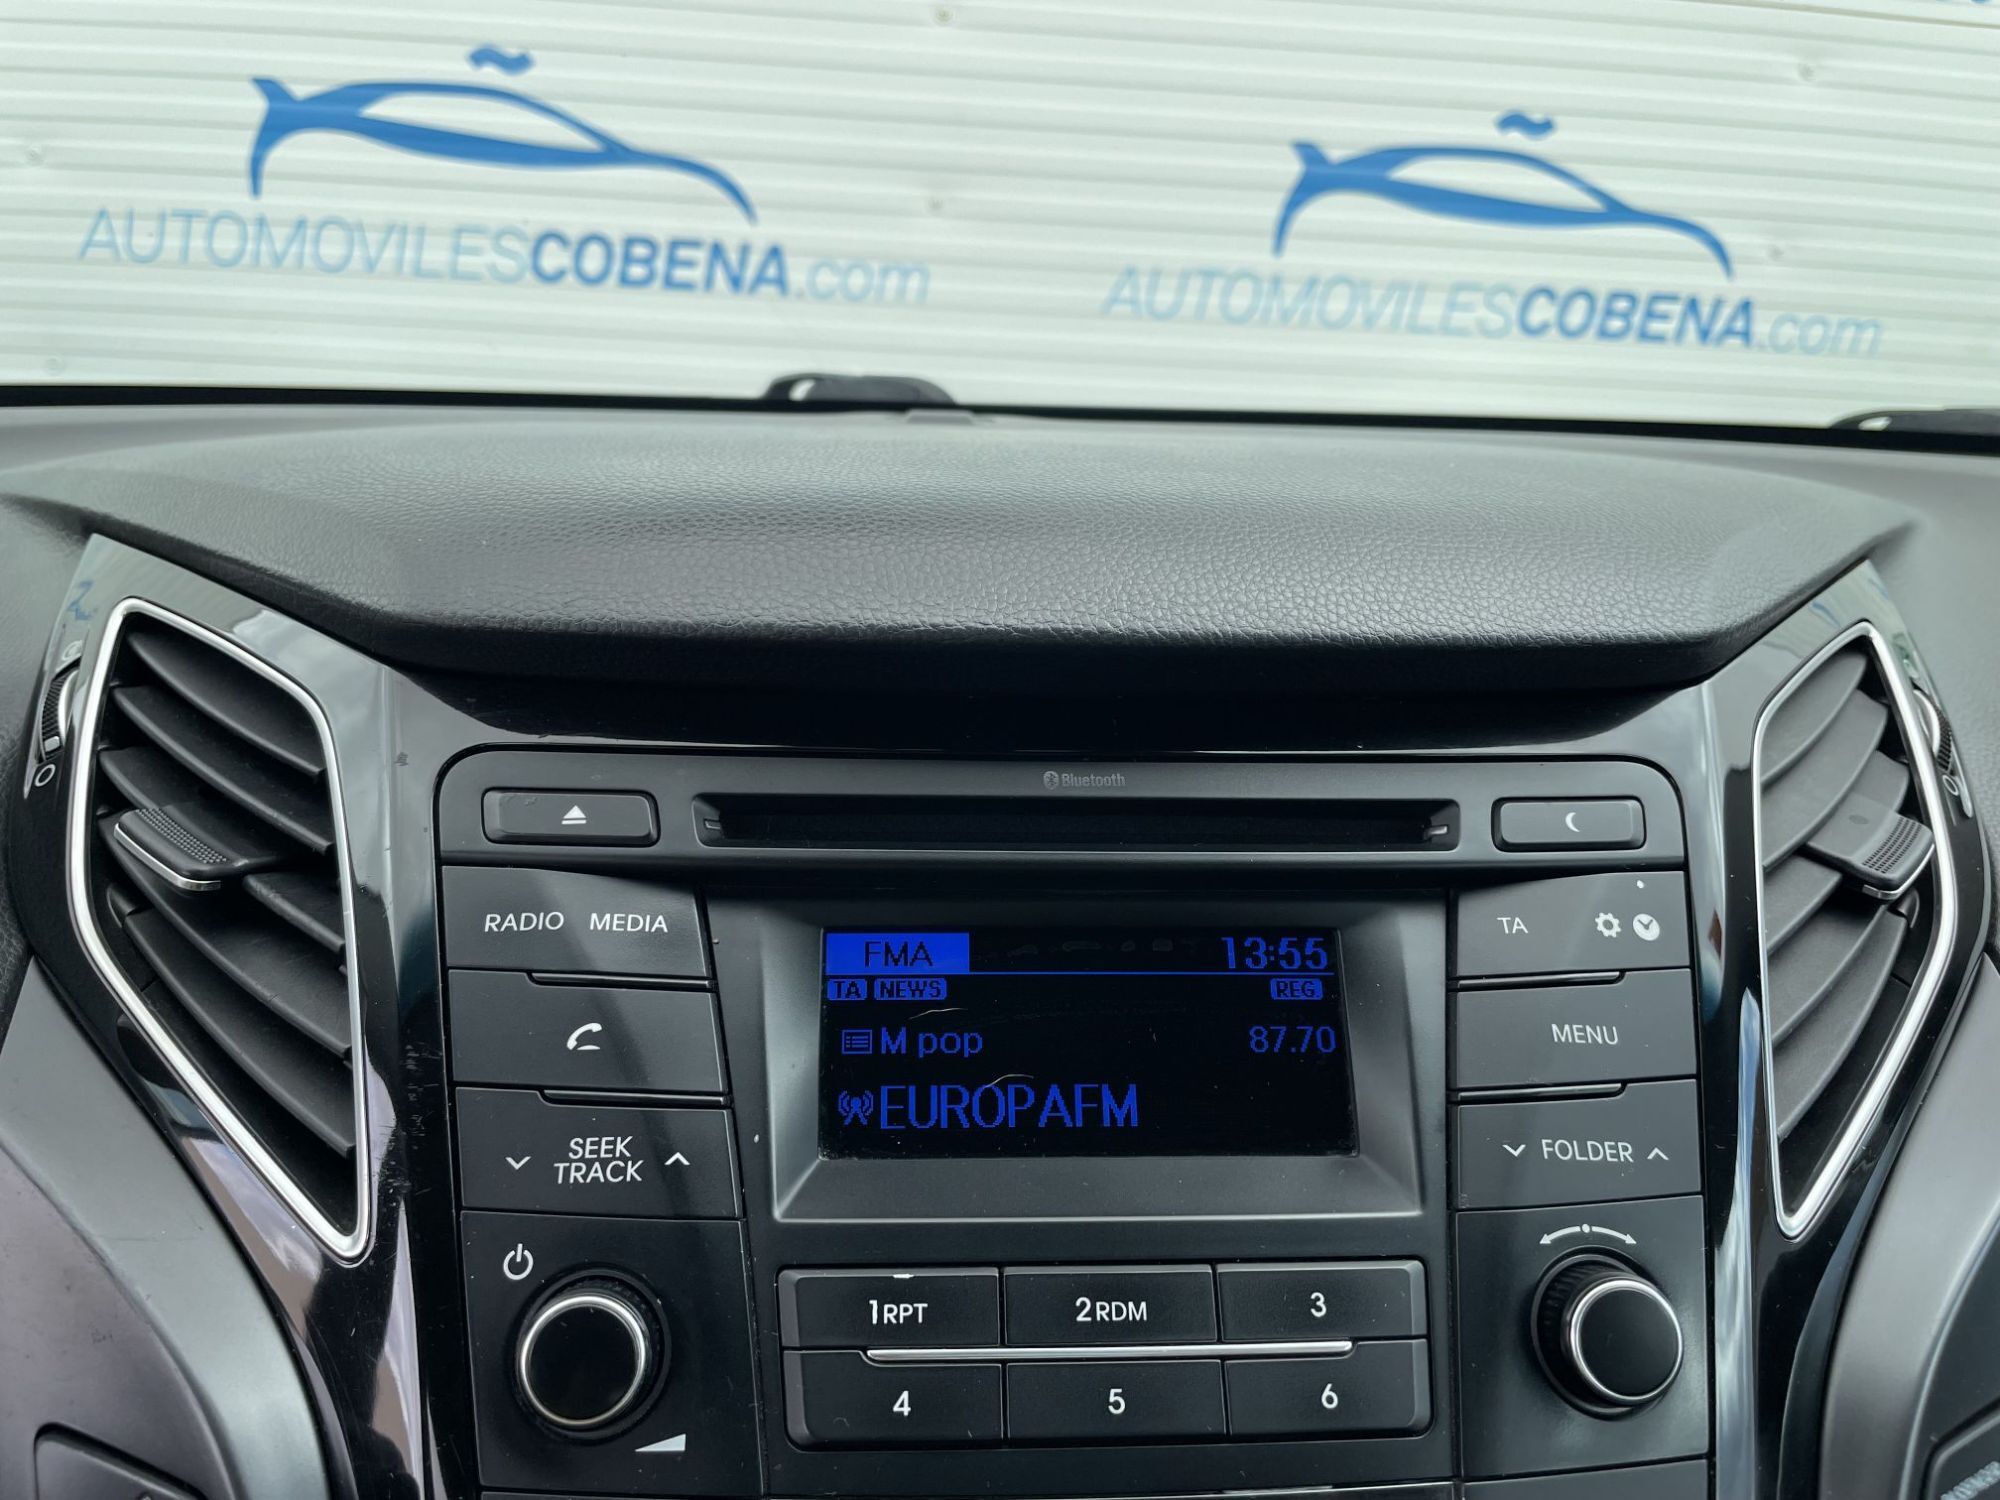 AUTOMOVILESCOBENA.com
AUTOMOVILESCOBENA.com
Bluetooth
RADIO MEDIA
TA
FMA 13:55
TA NEWS REG
M pop 87.70
EUROPAFM
MENU
SEEK
TRACK
FOLDER
1RPT 2RDM 3
4 5 6